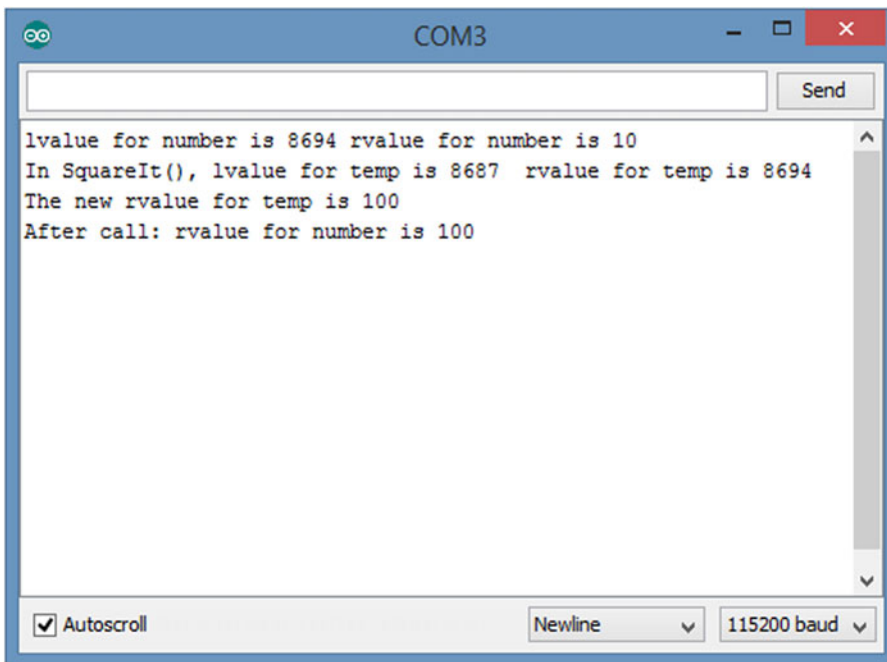 COM3
Send
lvalue for number is 8694 rvalue for number is 10
In SquareIt(), lvalue for temp is 8687  rvalue for temp is 8694
The new rvalue for temp is 100
After call: rvalue for number is 100
Autoscroll
Newline
115200 baud